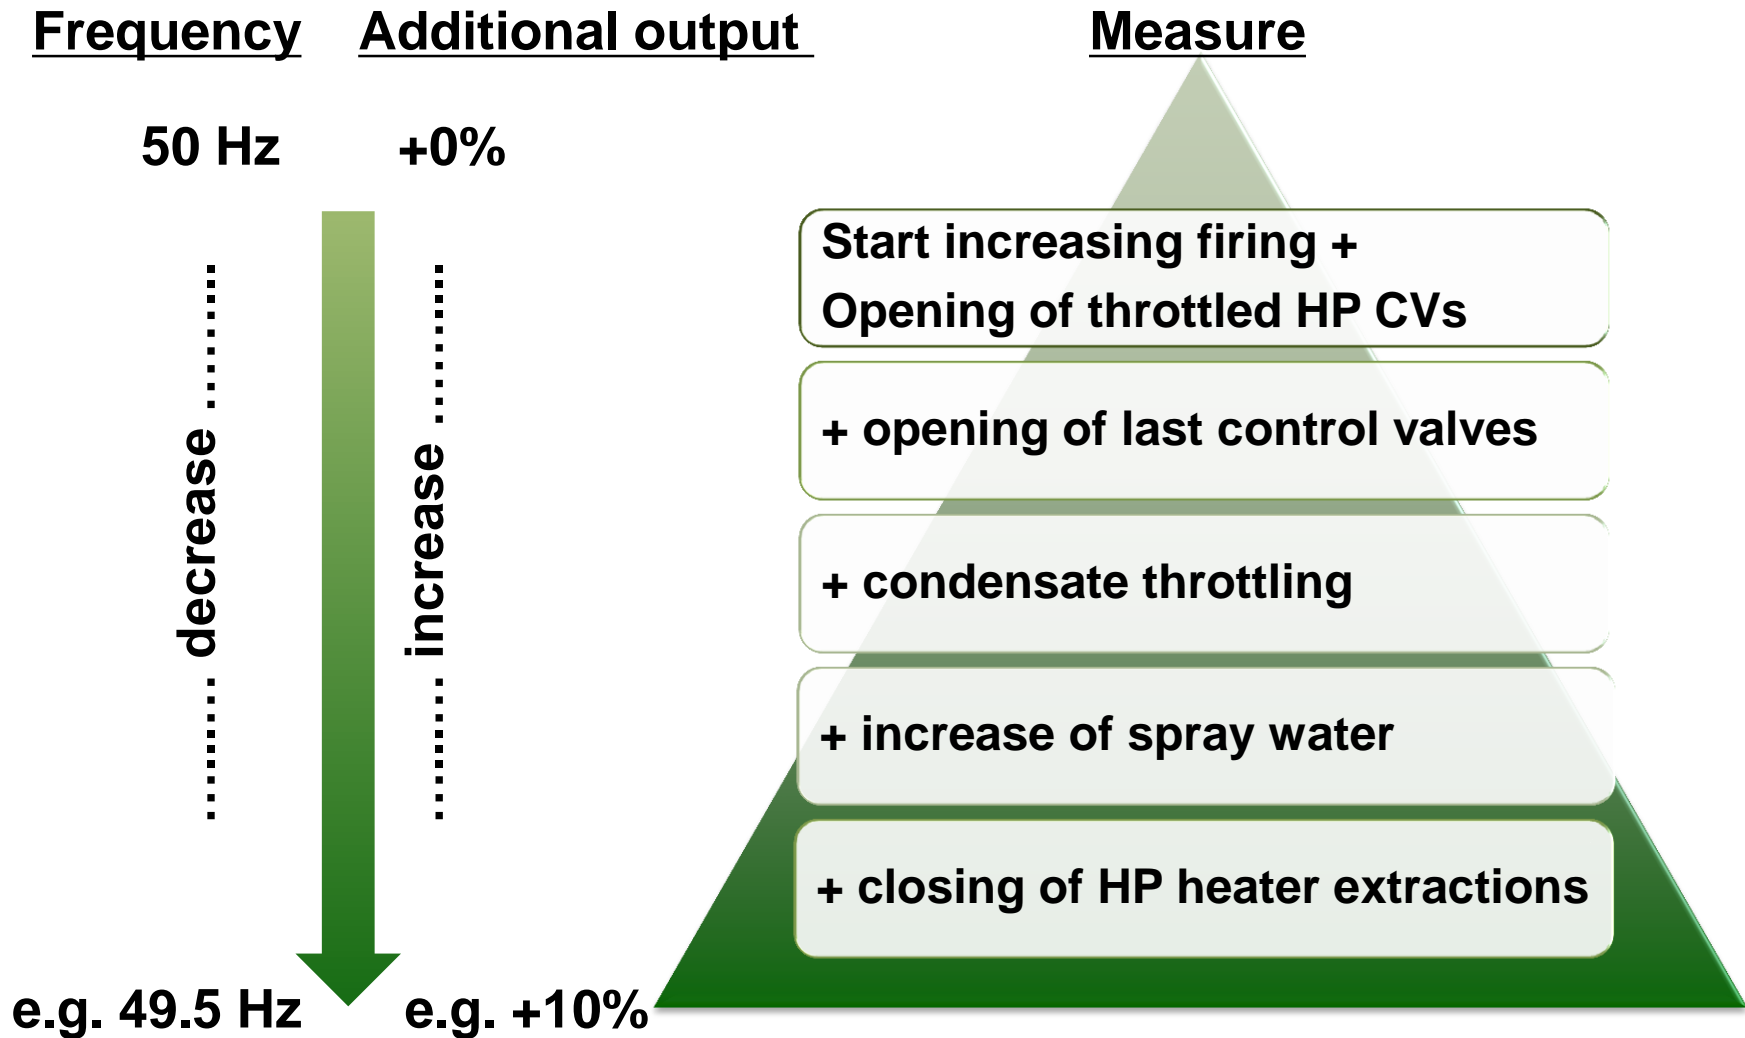 Frequency
Additional output
Measure
50 Hz
+0%
.......... decrease ..........
.......... increase ..........
Start increasing firing +
Opening of throttled HP CVs
+ opening of last control valves
+ condensate throttling
+ increase of spray water
+ closing of HP heater extractions
e.g. 49.5 Hz
e.g. +10%